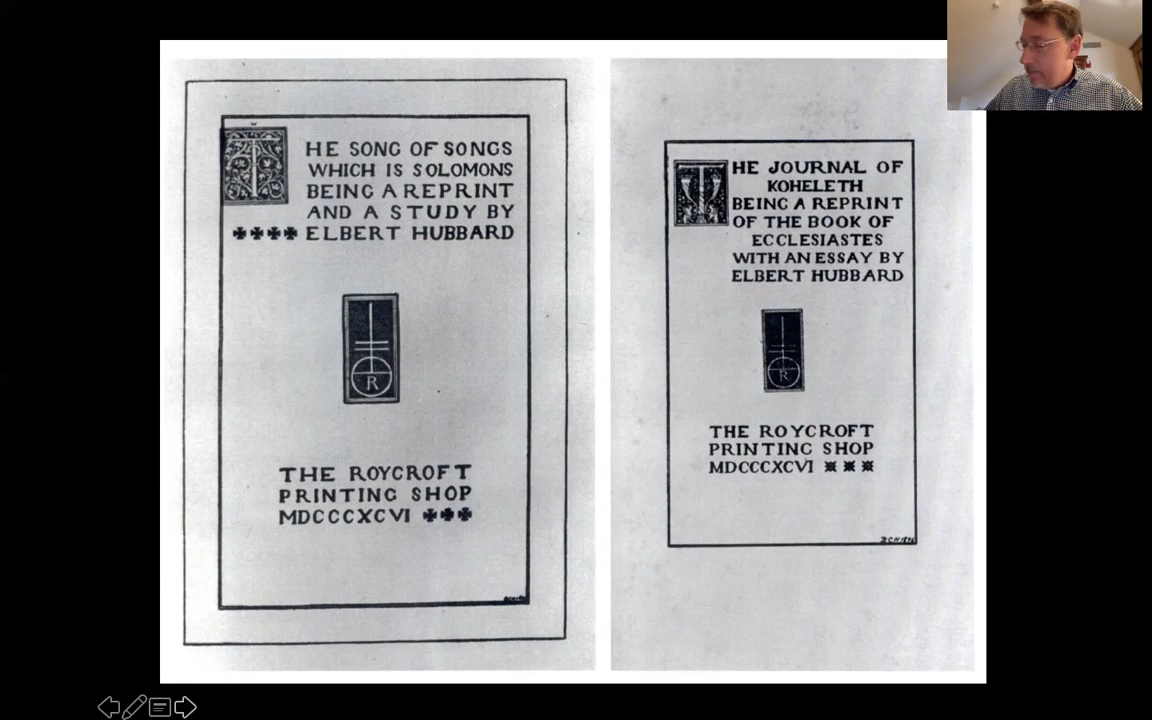 THE SONG OF SONGS
WHICH IS SOLOMONS
BEING A REPRINT
AND A STUDY BY
ELBERT HUBBARD
R
THE ROYCROFT
PRINTING SHOP
MDCCCXCVI
THE JOURNAL OF
KOHELETH
BEING A REPRINT
OF THE BOOK OF
ECCLESIASTES
WITH AN ESSAY BY
ELBERT HUBBARD
R
THE ROYCROFT
PRINTING SHOP
MDCCCXCVI